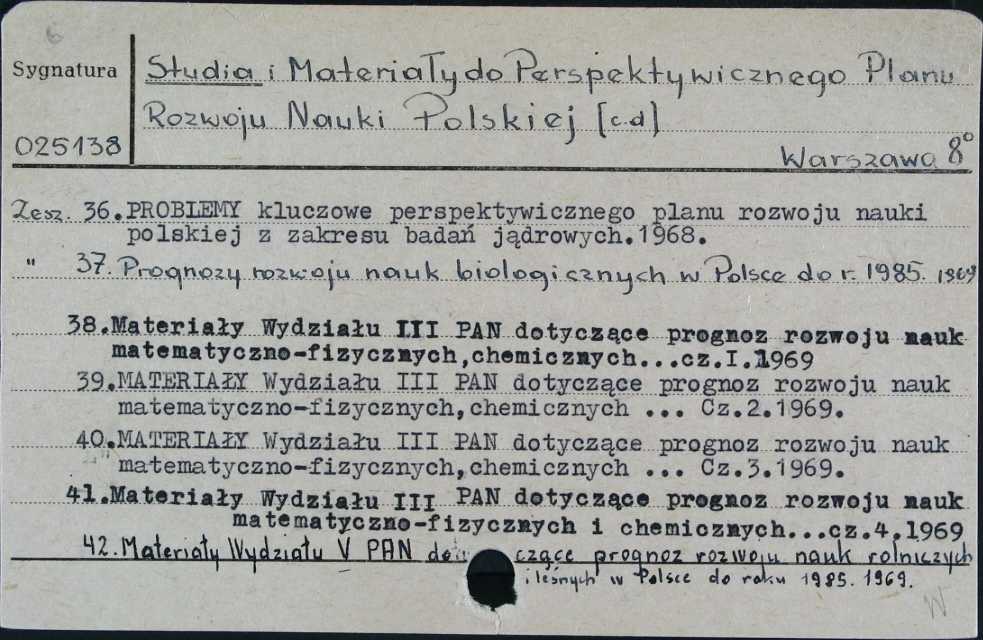 6
Sygnatura
Studia i Materiały do Perspektywicznego Planu
Rozwoju Nauki Polskiej [c.d]
025138
Warszawa 8°
Zesz. 36. PROBLEMY kluczowe perspektywicznego planu rozwoju nauki
polskiej z zakresu badań jądrowych. 1968.
" 37. Prognozy rozwoju nauk biologicznych w Polsce do r. 1985. 1969
38. Materiały Wydziału III PAN dotyczące prognoz rozwoju nauk
matematyczno-fizycznych, chemicznych...cz.I.1969
39. MATERIAŁY Wydziału III PAN dotyczące prognoz rozwoju nauk
matematyczno-fizycznych, chemicznych ... Cz.2.1969.
40. MATERIAŁY Wydziału III PAN dotyczące prognoz rozwoju nauk
matematyczno-fizycznych, chemicznych ... Cz.3.1969.
41. Materiały Wydziału III PAN dotyczące prognoz rozwoju nauk
matematyczno-fizycznych i chemicznych...cz.4.1969
42. Materiały Wydziału V PAN do czące prognoz rozwoju nauk rolniczych
i leśnych w Polsce do roku 1985. 1969.
W